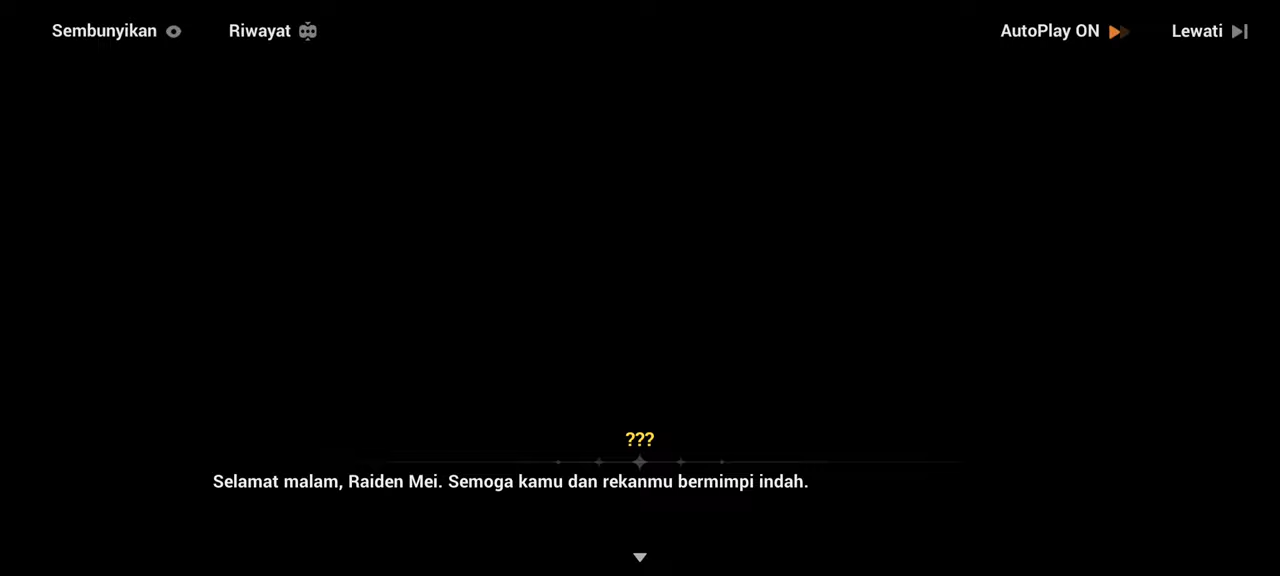 Sembunyikan
Riwayat
AutoPlay ON
Lewati
???
Selamat malam, Raiden Mei. Semoga kamu dan rekanmu bermimpi indah.